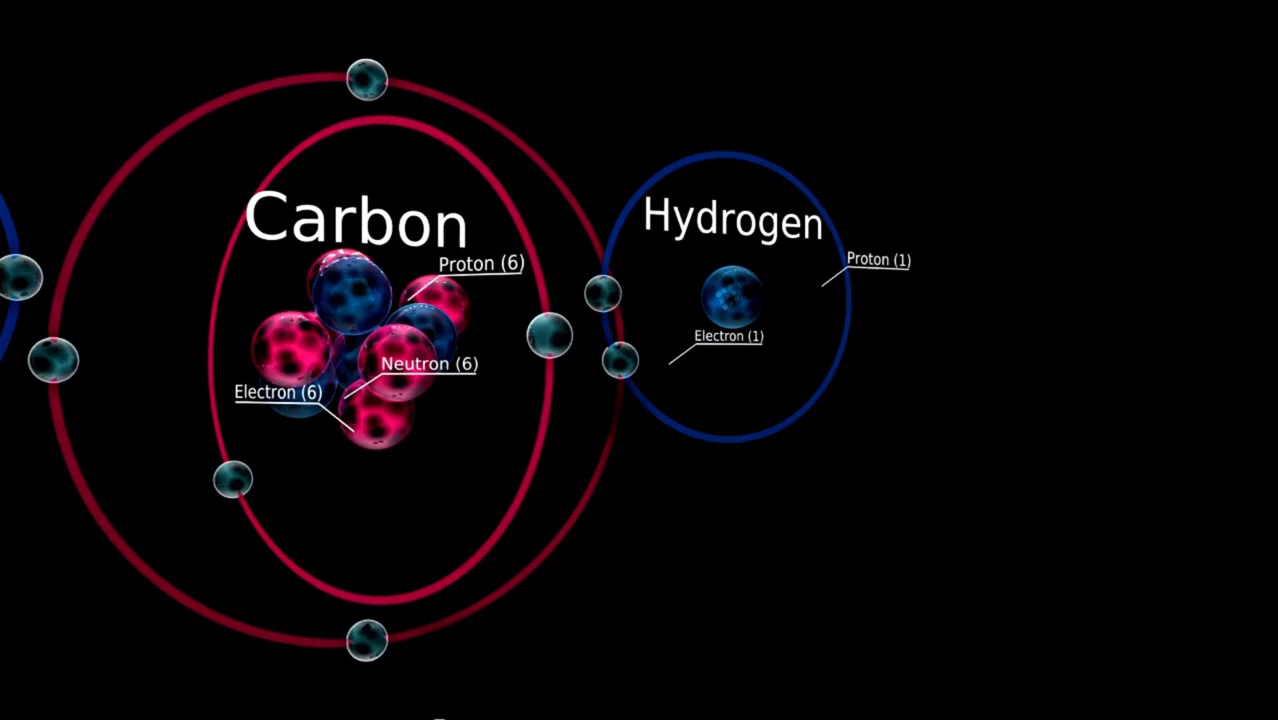 Carbon
Hydrogen
Proton (6)
Proton (1)
Electron (1)
Neutron (6)
Electron (6)